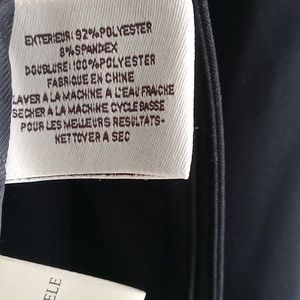 EXTERIEUR: 92%POLYESTER
8%SPANDEX
DOUBLURE: 100%POLYESTER
FABRIQUE EN CHINE
LAVER A LA MACHINE A L'EAU FRAICHE
SECHER A LA MACHINE CYCLE BASSE
POUR LES MEILLEURS RESULTATS-
NETTOYER A SEC
ELE